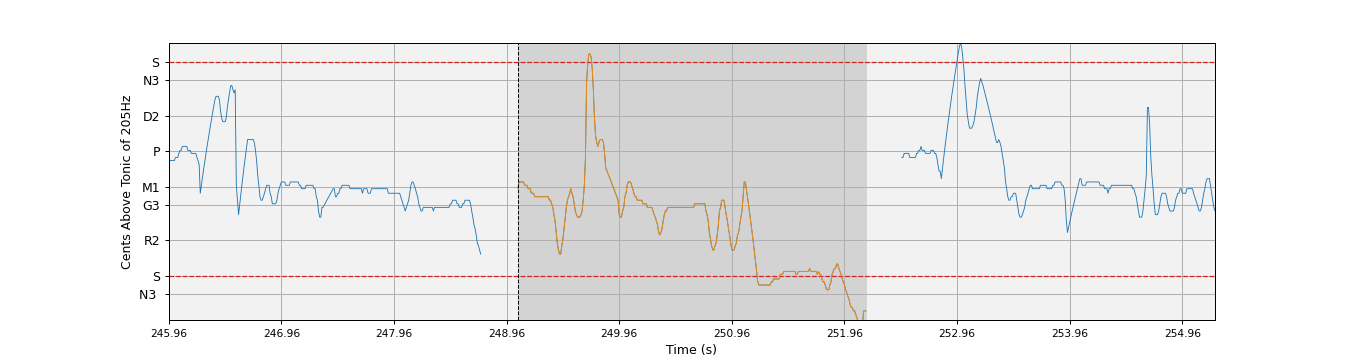 Cents Above Tonic of 205Hz
S
N3
D2
P
M1
G3
R2
S
N3
245.96 246.96 247.96 248.96 249.96 250.96 251.96 252.96 253.96 254.96
Time (s)